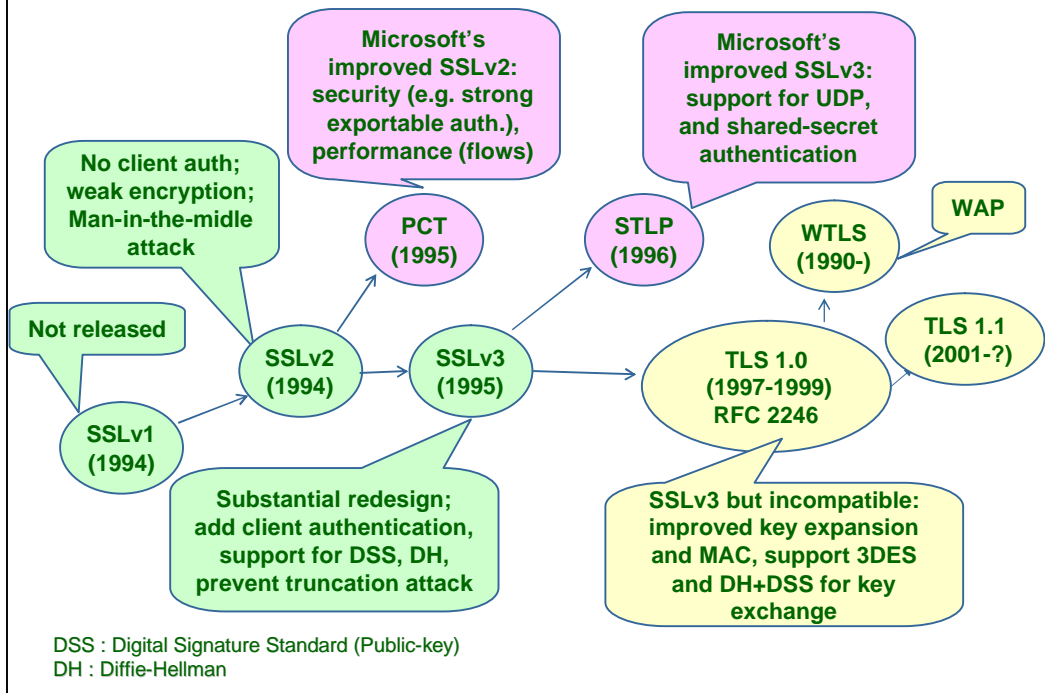 Microsoft's
improved SSLv2:
security (e.g. strong
exportable auth.),
performance (flows)
Microsoft's
improved SSLv3:
support for UDP,
and shared-secret
authentication
No client auth;
weak encryption;
Man-in-the-midle
attack
PCT
(1995)
STLP
(1996)
WTLS
(1990-)
WAP
Not released
SSLv2
(1994)
SSLv3
(1995)
TLS 1.0
(1997-1999)
RFC 2246
TLS 1.1
(2001-?)
SSLv1
(1994)
Substantial redesign;
add client authentication,
support for DSS, DH,
prevent truncation attack
SSLv3 but incompatible:
improved key expansion
and MAC, support 3DES
and DH+DSS for key
exchange
DSS : Digital Signature Standard (Public-key)
DH : Diffie-Hellman